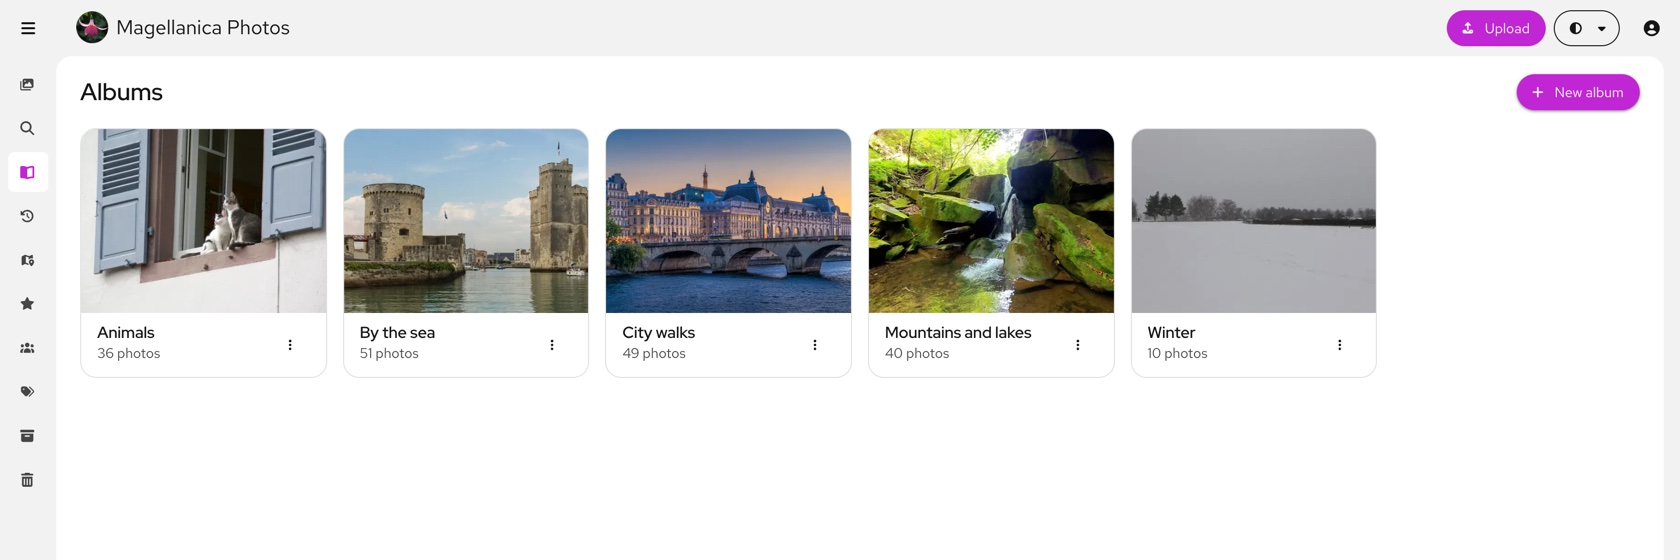 Magellanica Photos
Upload
Albums
New album
Animals
36 photos
By the sea
51 photos
City walks
49 photos
Mountains and lakes
40 photos
Winter
10 photos